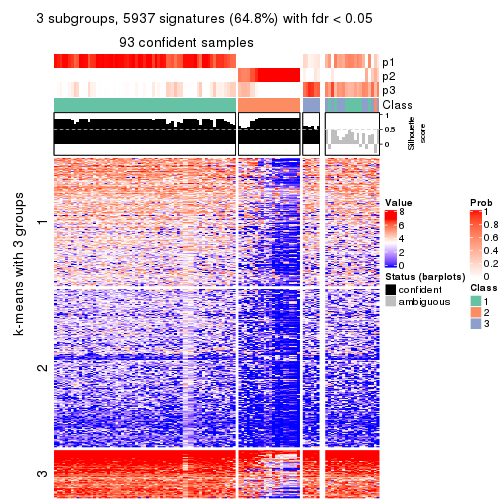 3 subgroups, 5937 signatures (64.8%) with fdr < 0.05
93 confident samples
p1
p2
p3
Class
1
0.5
0
Silhouette
score
k-means with 3 groups
1
2
3
Value
8
6
4
2
0
Status (barplots)
confident
ambiguous
Prob
1
0.8
0.6
0.4
0.2
0
Class
1
2
3